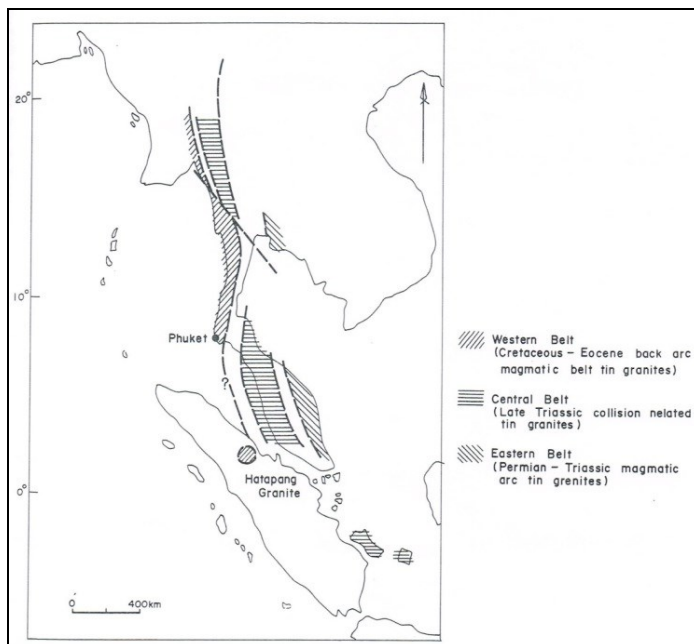 20°
10°
0°
Phuket
?
Hatapang
Granite
0
400km
Western Belt
(Cretaceous - Eocene back arc
magmatic belt tin granites)
Central Belt
(Late Triassic collision nelated
tin granites)
Eastern Belt
(Permian - Triassic magmatic
arc tin grenites)